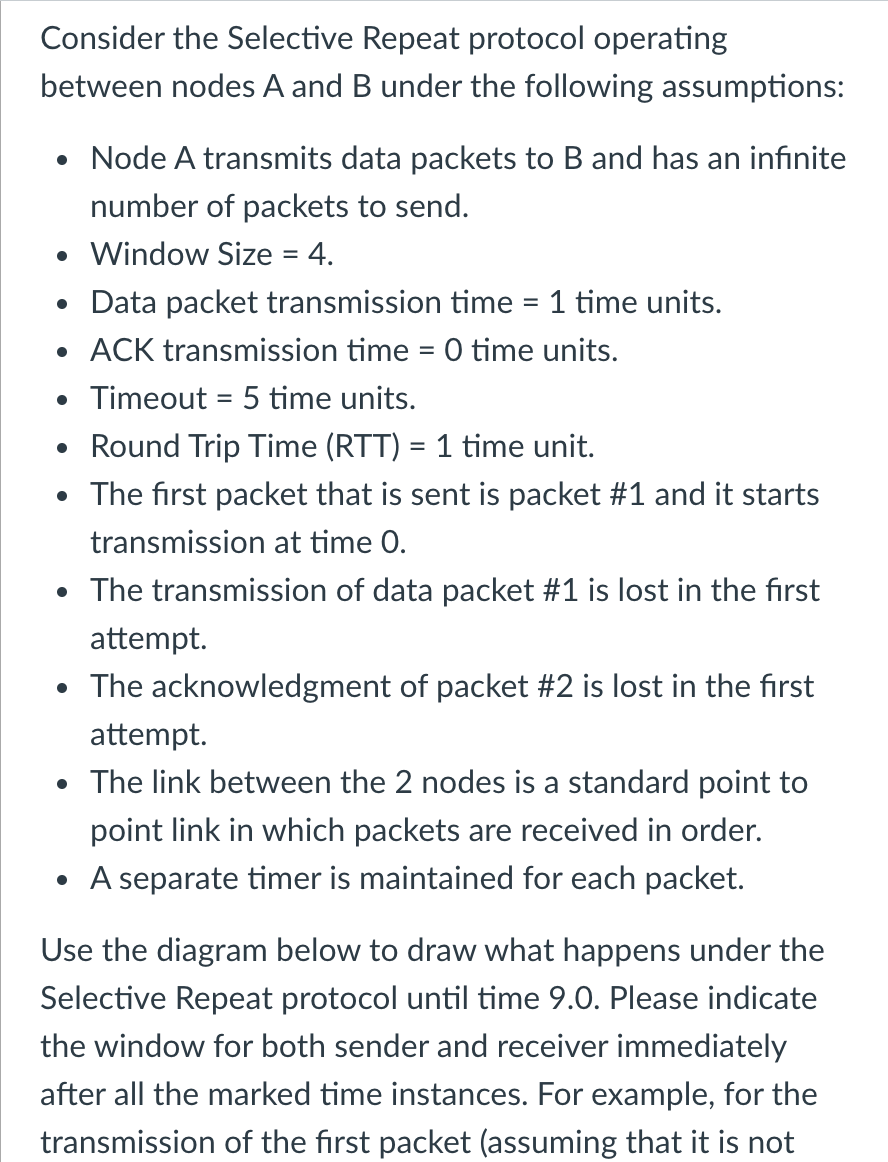 Consider the Selective Repeat protocol operating
between nodes A and B under the following assumptions:
• Node A transmits data packets to B and has an infinite
number of packets to send.
• Window Size = 4.
• Data packet transmission time = 1 time units.
• ACK transmission time = 0 time units.
• Timeout = 5 time units.
• Round Trip Time (RTT) = 1 time unit.
• The first packet that is sent is packet #1 and it starts
transmission at time 0.
• The transmission of data packet #1 is lost in the first
attempt.
• The acknowledgment of packet #2 is lost in the first
attempt.
• The link between the 2 nodes is a standard point to
point link in which packets are received in order.
• A separate timer is maintained for each packet.
Use the diagram below to draw what happens under the
Selective Repeat protocol until time 9.0. Please indicate
the window for both sender and receiver immediately
after all the marked time instances. For example, for the
transmission of the first packet (assuming that it is not